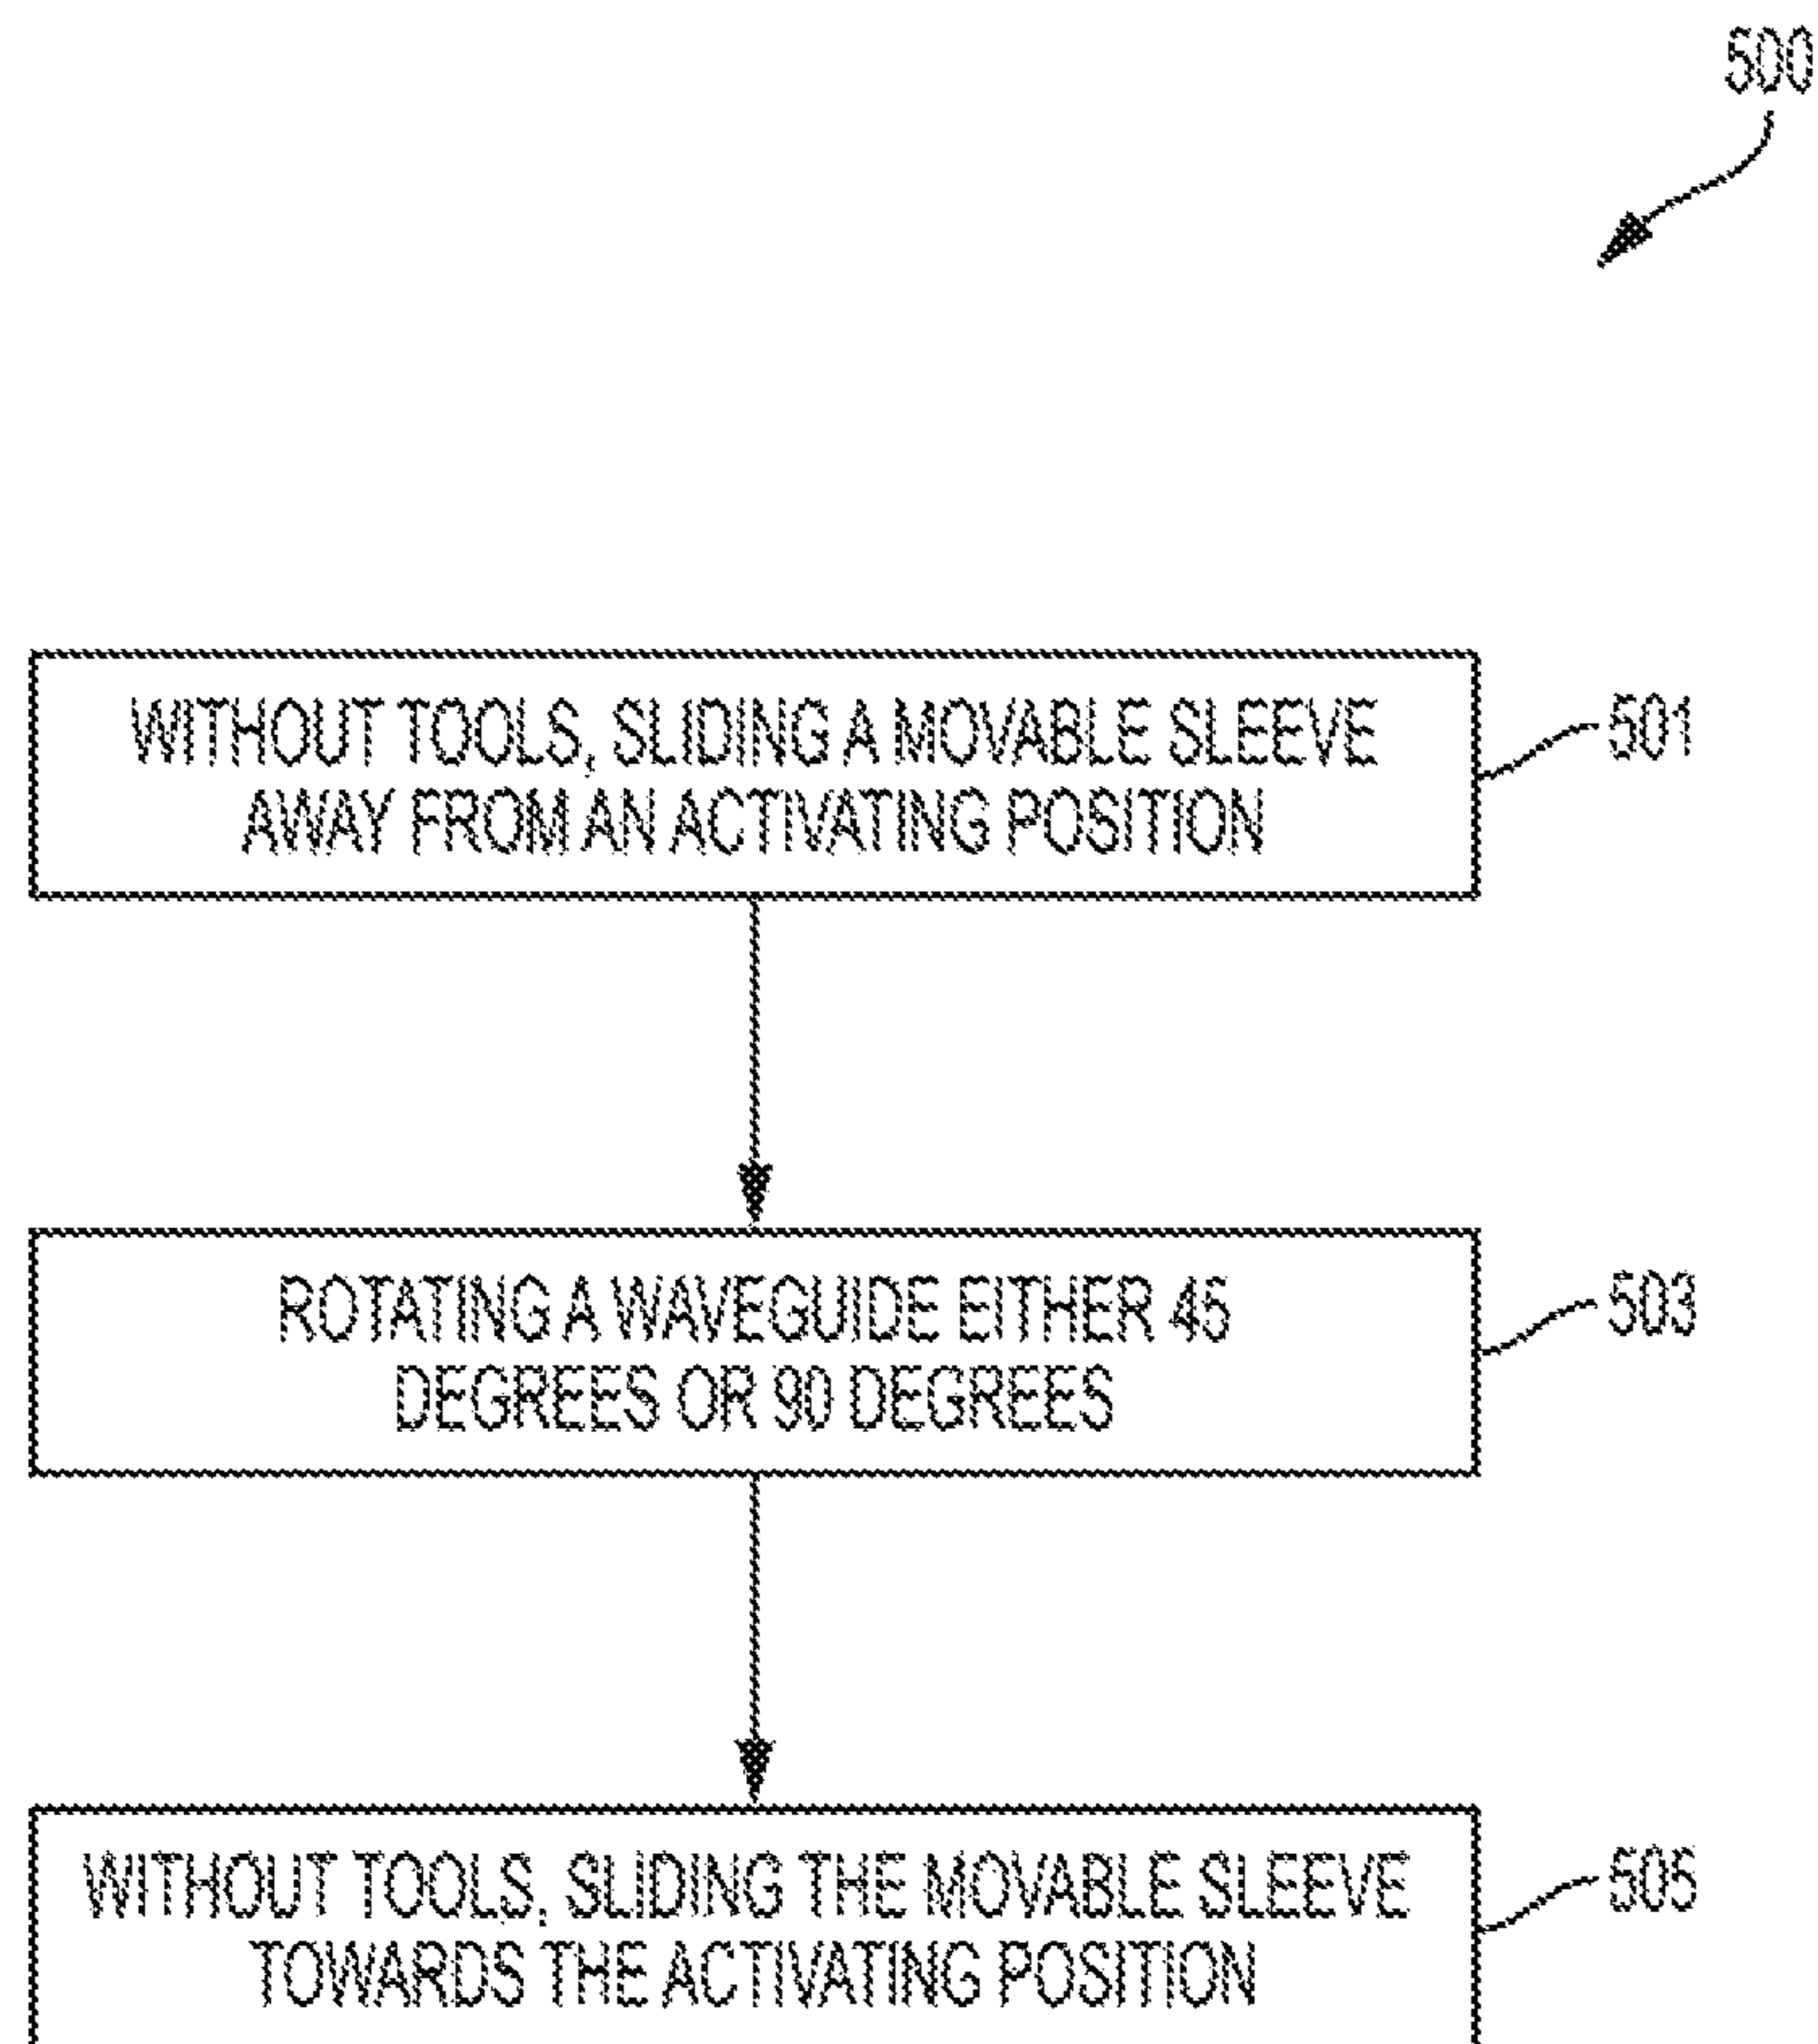 500
WITHOUT TOOLS, SLIDING A MOVABLE SLEEVE
AWAY FROM AN ACTIVATING POSITION
501
ROTATING A WAVEGUIDE EITHER 45
DEGREES OR 90 DEGREES
503
WITHOUT TOOLS, SLIDING THE MOVABLE SLEEVE
TOWARDS THE ACTIVATING POSITION
505